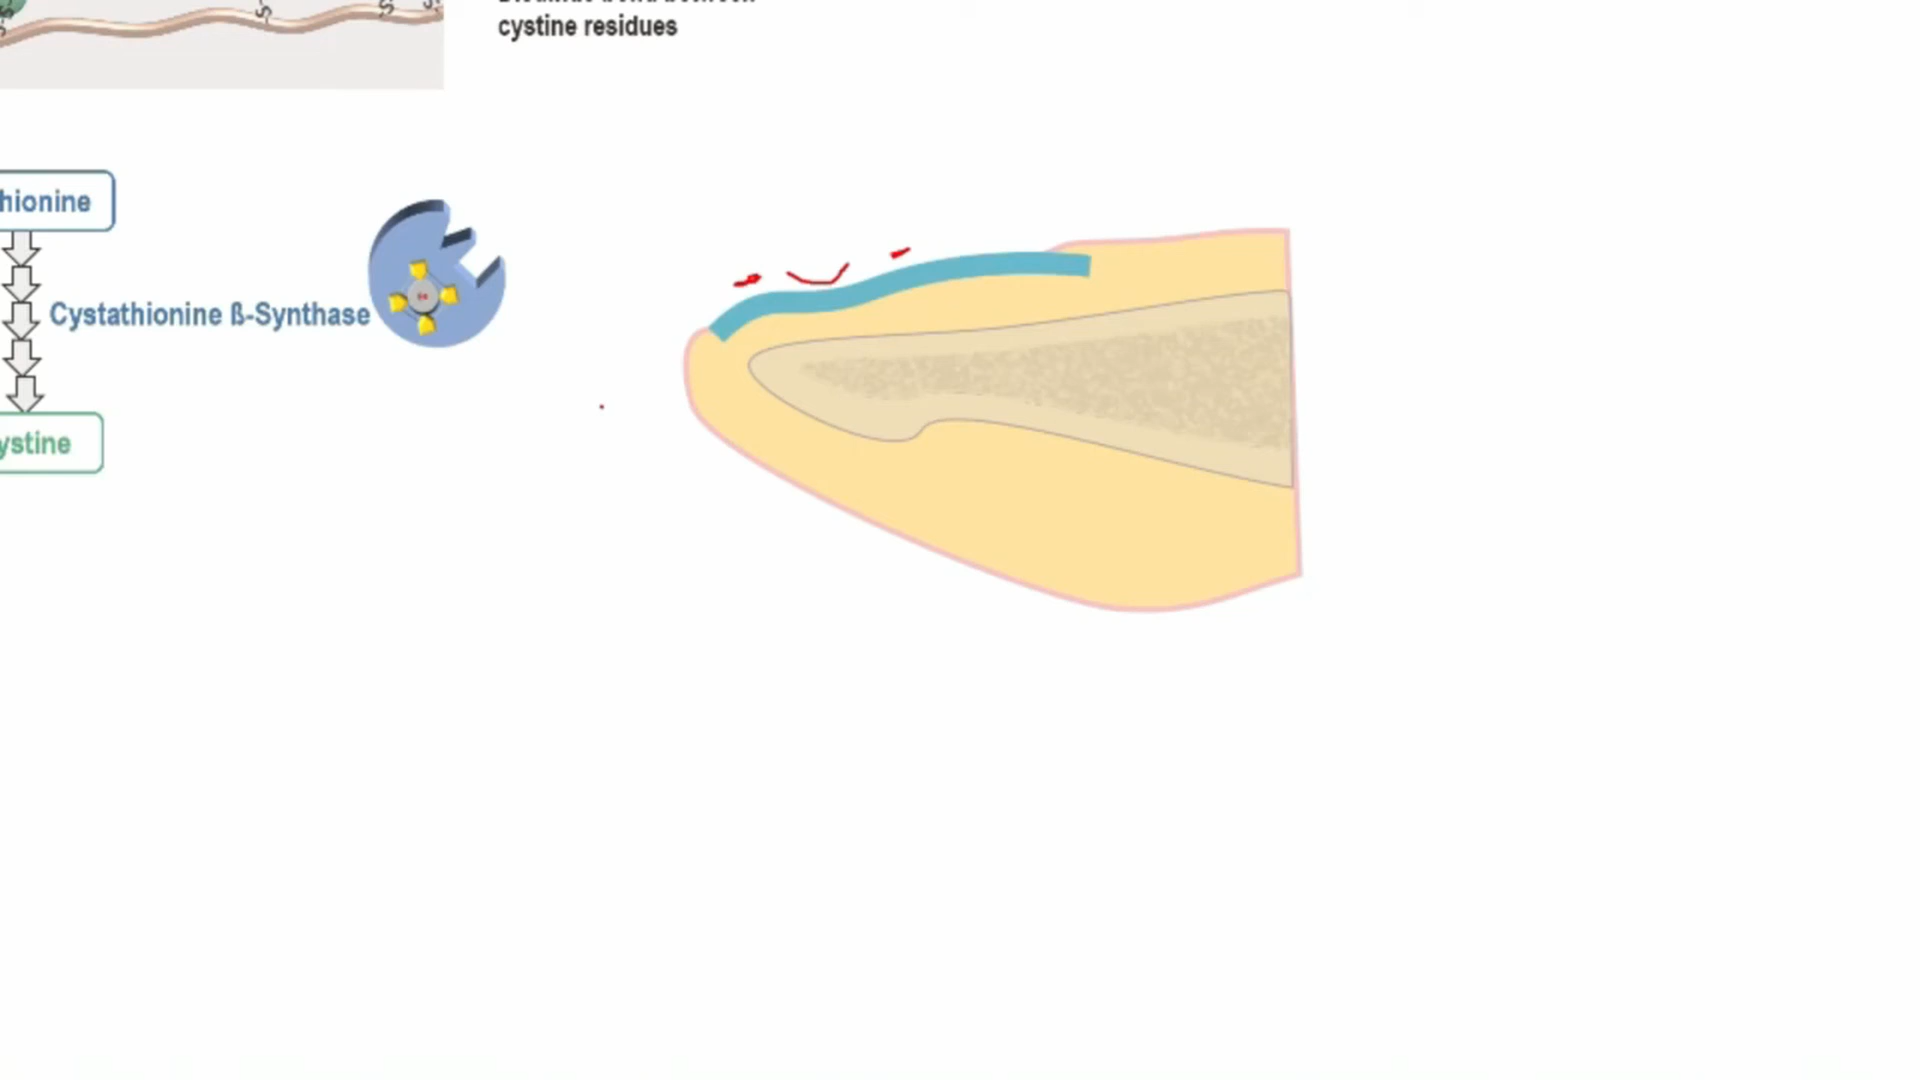 cystine residues
hionine
Cystathionine ß-Synthase
ystine